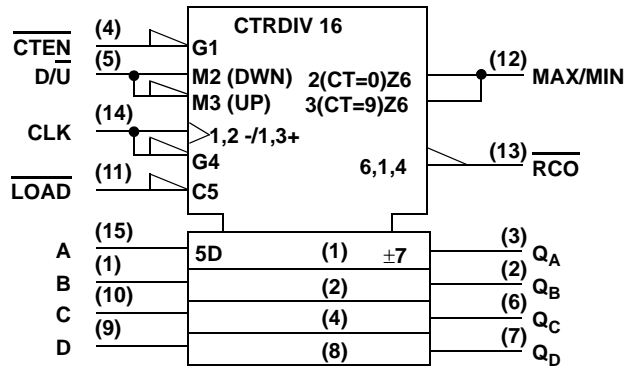 CTRDIV 16
(4)
CTEN
G1
(5)
D/U
M2 (DWN)
M3 (UP)
2(CT=0)Z6
3(CT=9)Z6
(12)
MAX/MIN
(14)
CLK
1,2 -/1,3+
G4
6,1,4
(13)
RCO
(11)
LOAD
C5
(15)
A
5D
(1)
±7
(3)
QA
(1)
B
(2)
(2)
QB
(10)
C
(4)
(6)
QC
(9)
D
(8)
(7)
QD